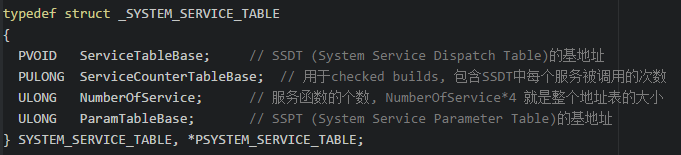 typedef struct _SYSTEM_SERVICE_TABLE
{
PVOID ServiceTableBase; // SSDT (System Service Dispatch Table)的基地址
PULONG ServiceCounterTableBase; // 用于checked builds, 包含SSDT中每个服务被调用的次数
ULONG NumberOfService; // 服务函数的个数, NumberOfService*4 就是整个地址表的大小
ULONG ParamTableBase; // SSPT (System Service Parameter Table)的基地址
} SYSTEM_SERVICE_TABLE, *PSYSTEM_SERVICE_TABLE;